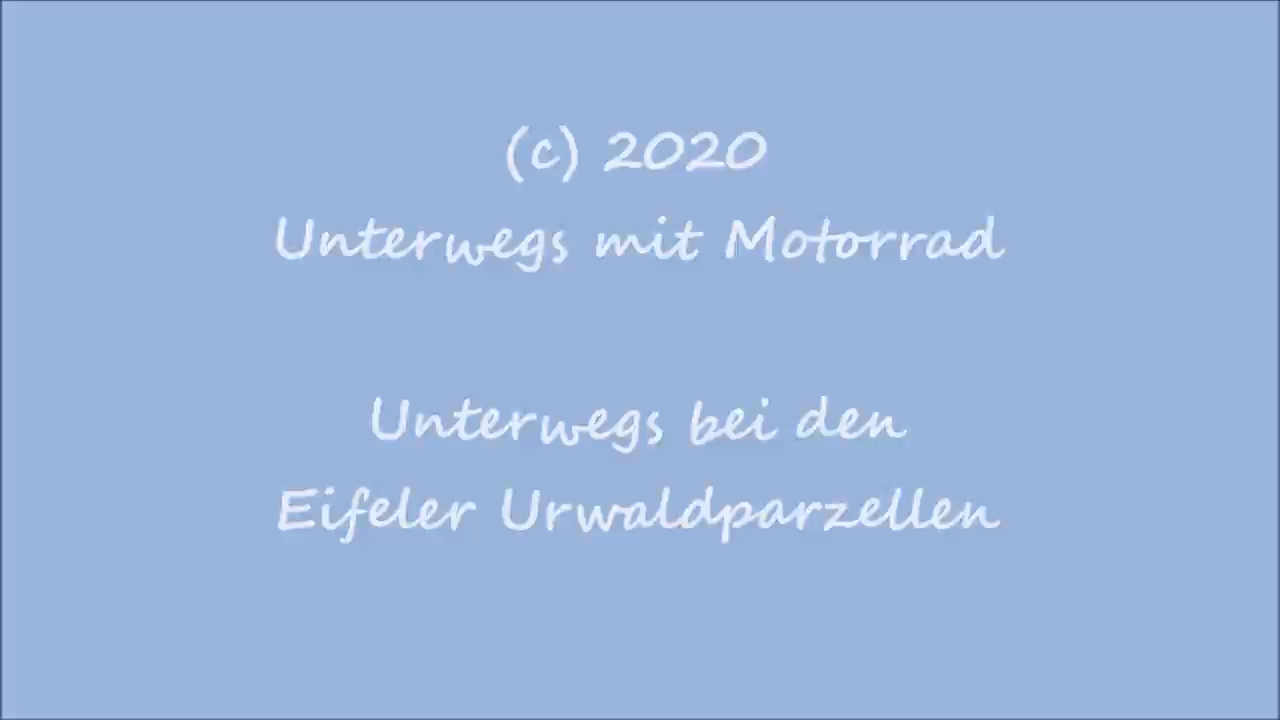 (c) 2020
Unterwegs mit Motorrad
Unterwegs bei den
Eifeler Urwaldparzellen